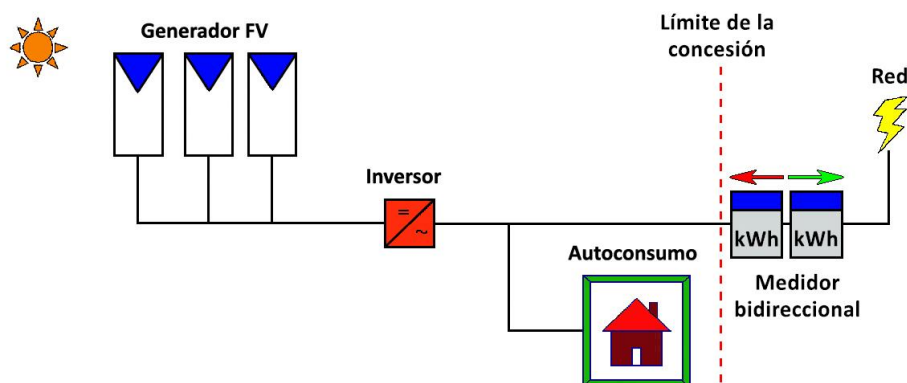 Generador FV
Límite de la
concesión
Red
Inversor
=
~
kWh kWh
Autoconsumo
Medidor
bidireccional